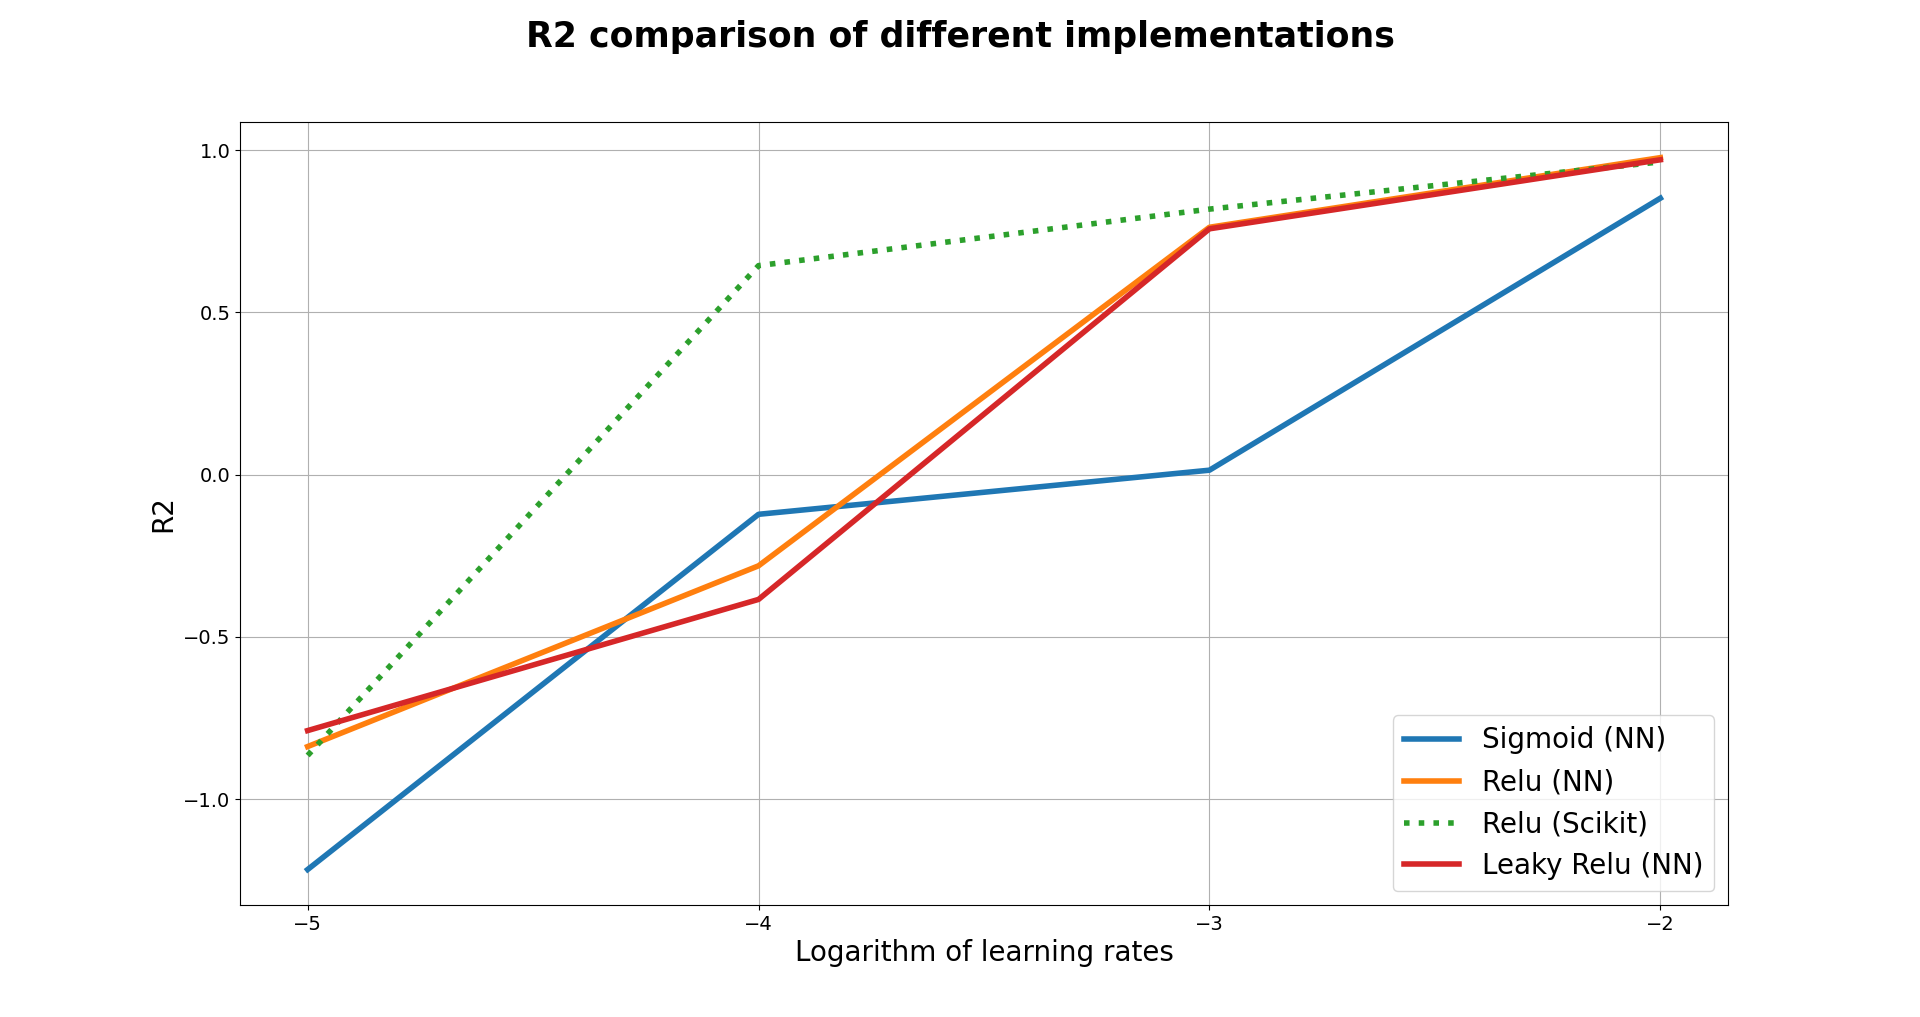 R2 comparison of different implementations
1.0
0.5
0.0
−0.5
−1.0
R2
−5
−4
−3
−2
Logarithm of learning rates
Sigmoid (NN)
Relu (NN)
Relu (Scikit)
Leaky Relu (NN)